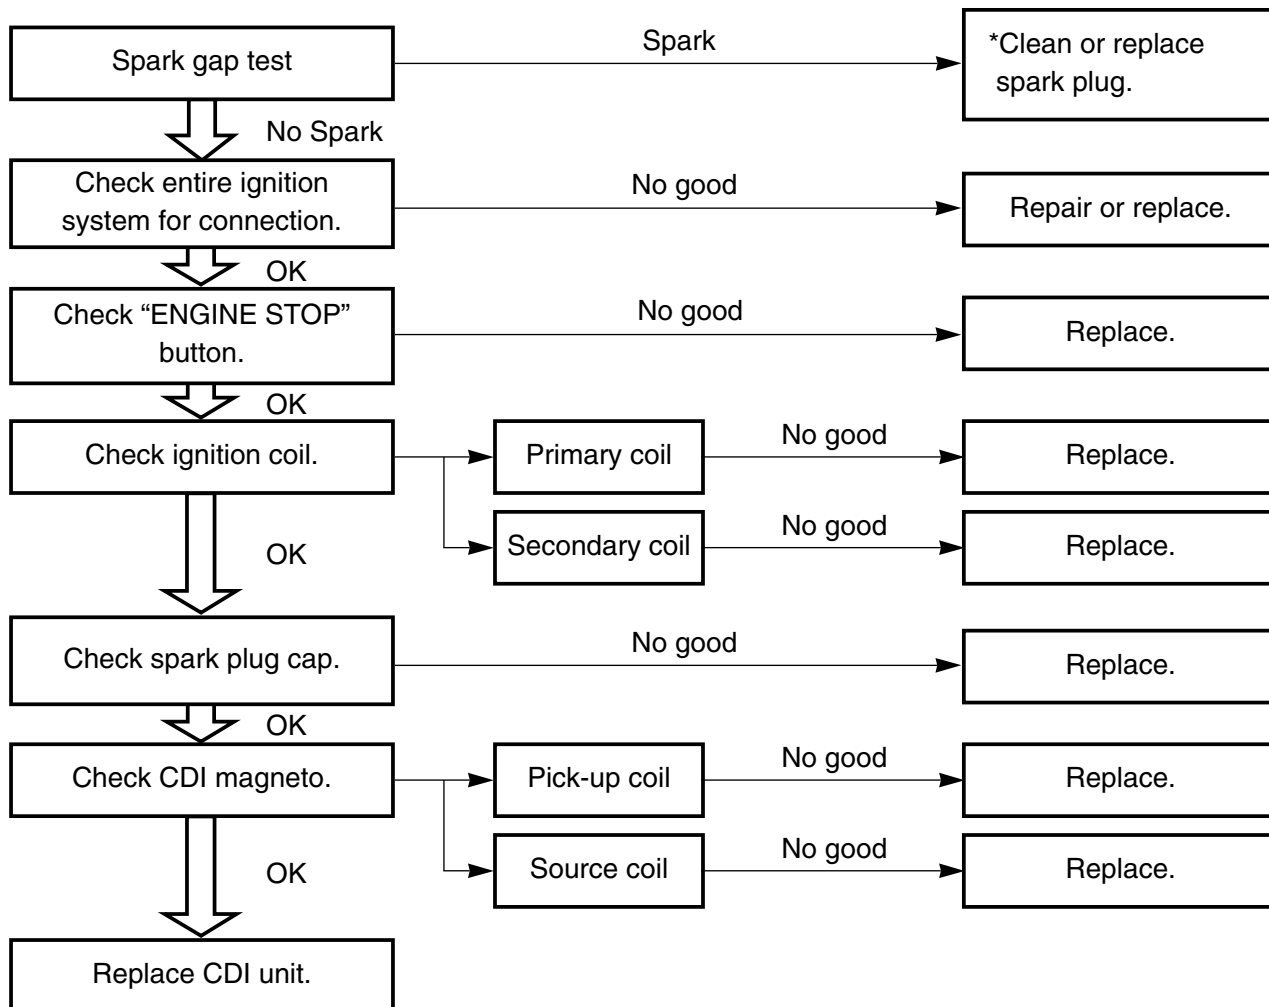 Spark gap test
Spark
*Clean or replace
spark plug.
No Spark
Check entire ignition
system for connection.
No good
Repair or replace.
OK
Check “ENGINE STOP”
button.
No good
Replace.
OK
Check ignition coil.
Primary coil
No good
Replace.
Secondary coil
No good
Replace.
OK
Check spark plug cap.
No good
Replace.
OK
Check CDI magneto.
Pick-up coil
No good
Replace.
Source coil
No good
Replace.
OK
Replace CDI unit.